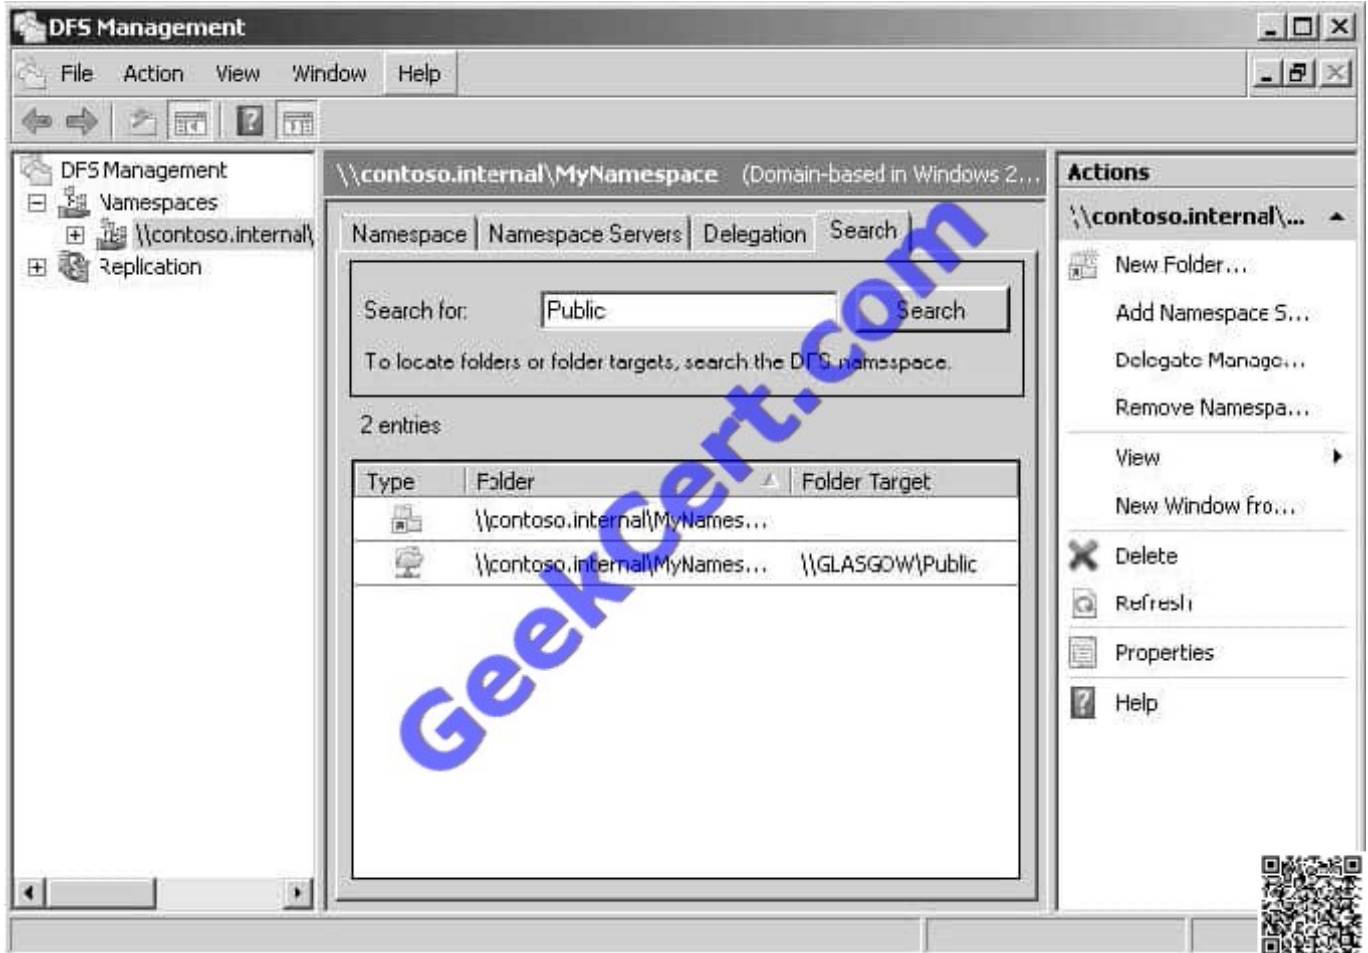 DFS Management
File Action View Window Help
DFS Management
Namespaces
\\contoso.internal\
Replication
\\contoso.internal\MyNamespace (Domain-based in Windows 2...
Namespace Namespace Servers Delegation Search
Search for: Public Search
To locate folders or folder targets, search the DFS namespace.
2 entries
Type Folder Folder Target
\\contoso.internal\MyNames...
\\contoso.internal\MyNames... \\GLASGOW\Public
Actions
\\contoso.internal\...
New Folder...
Add Namespace S...
Delegate Manage...
Remove Namespa...
View
New Window fro...
Delete
Refresh
Properties
Help
GeekCert.com